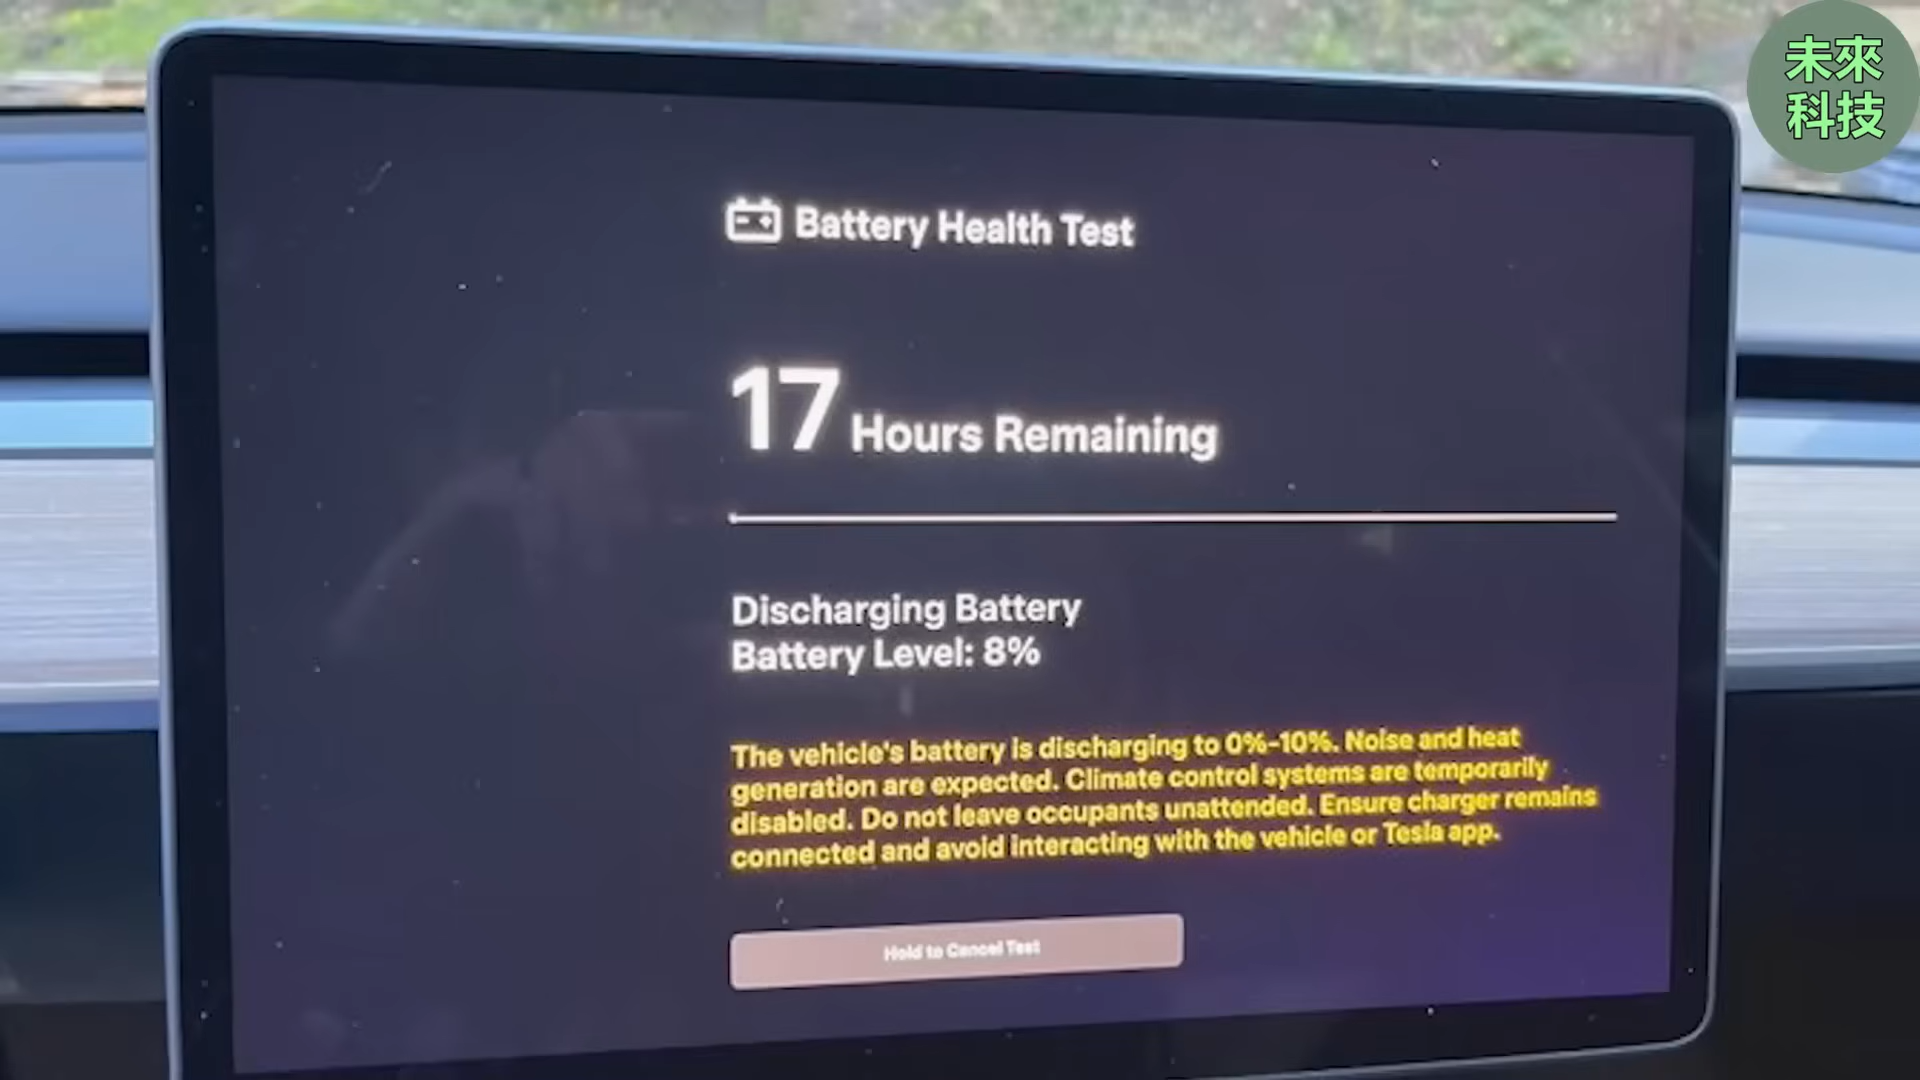 未來
科技
Battery Health Test
17 Hours Remaining
Discharging Battery
Battery Level: 8%
The vehicle's battery is discharging to 0%-10%. Noise and heat
generation are expected. Climate control systems are temporarily
disabled. Do not leave occupants unattended. Ensure charger remains
connected and avoid interacting with the vehicle or Tesla app.
Hold to Cancel Test